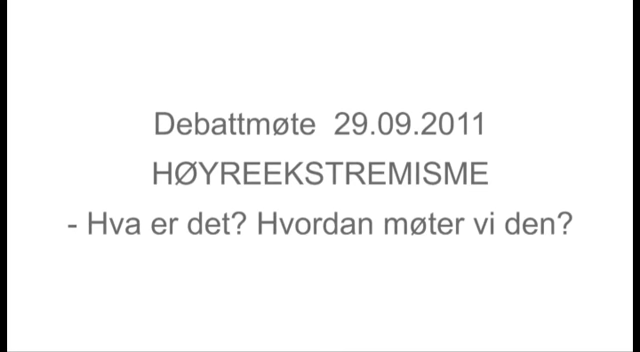 Debattmøte 29.09.2011
HØYREEKSTREMISME
- Hva er det? Hvordan møter vi den?